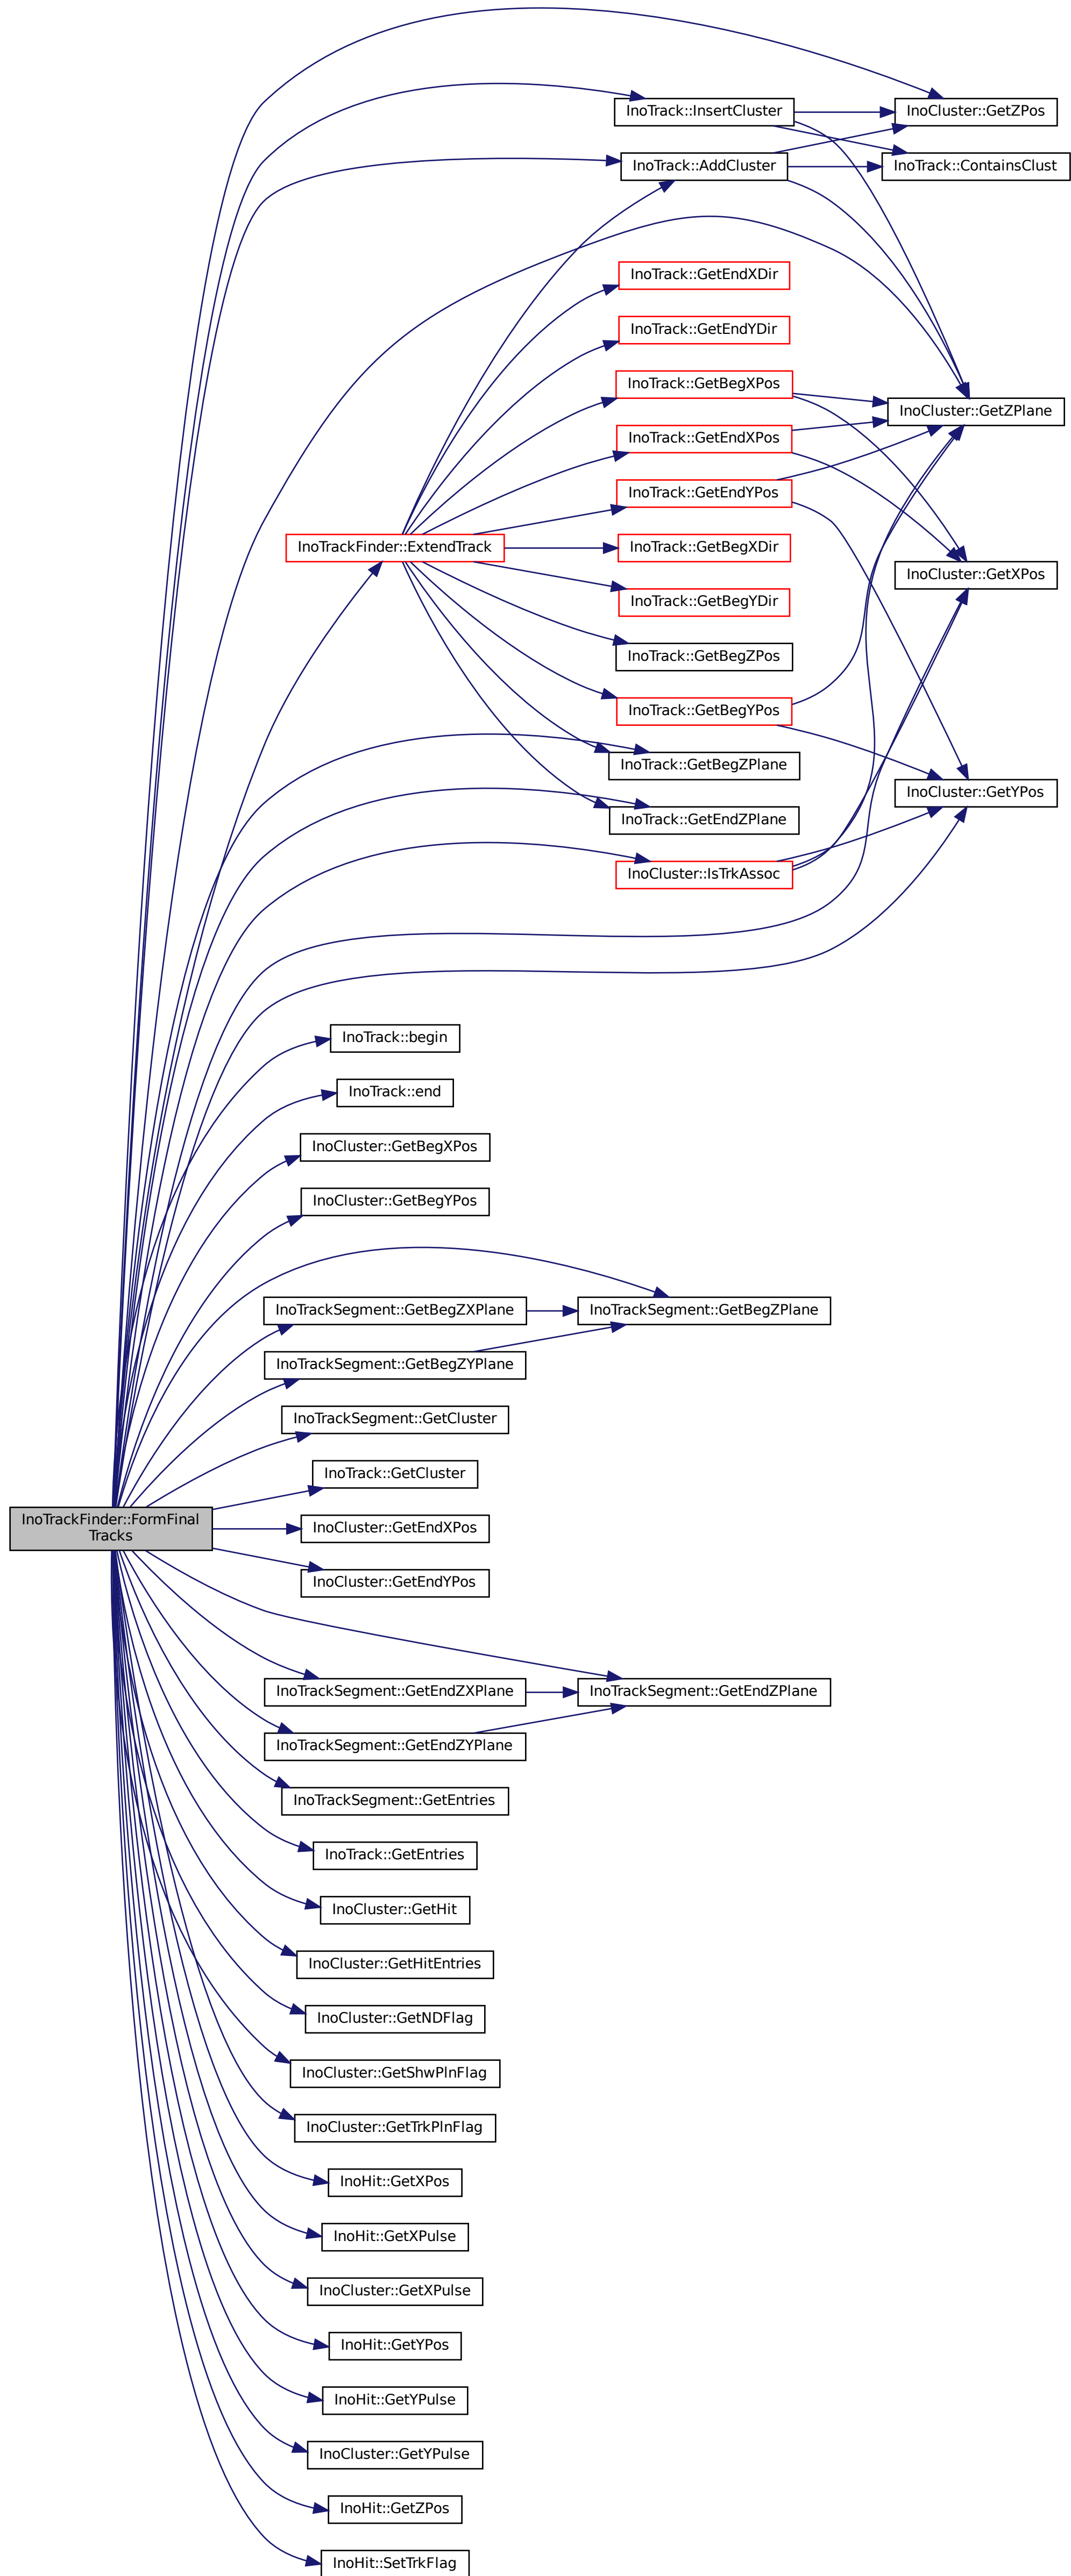 InoTrack::InsertCluster
InoCluster::GetZPos
InoTrack::AddCluster
InoTrack::ContainsClust
InoTrack::GetEndXDir
InoTrack::GetEndYDir
InoTrack::GetBegXPos
InoCluster::GetZPlane
InoTrack::GetEndXPos
InoTrack::GetEndYPos
InoTrackFinder::ExtendTrack
InoTrack::GetBegXDir
InoCluster::GetXPos
InoTrack::GetBegYDir
InoTrack::GetBegZPos
InoTrack::GetBegYPos
InoTrack::GetBegZPlane
InoCluster::GetYPos
InoTrack::GetEndZPlane
InoCluster::IsTrkAssoc
InoTrack::begin
InoTrack::end
InoCluster::GetBegXPos
InoCluster::GetBegYPos
InoTrackSegment::GetBegZXPlane
InoTrackSegment::GetBegZPlane
InoTrackSegment::GetBegZYPlane
InoTrackSegment::GetCluster
InoTrack::GetCluster
InoTrackFinder::FormFinal
Tracks
InoCluster::GetEndXPos
InoCluster::GetEndYPos
InoTrackSegment::GetEndZXPlane
InoTrackSegment::GetEndZPlane
InoTrackSegment::GetEndZYPlane
InoTrackSegment::GetEntries
InoTrack::GetEntries
InoCluster::GetHit
InoCluster::GetHitEntries
InoCluster::GetNDFlag
InoCluster::GetShwPlnFlag
InoCluster::GetTrkPlnFlag
InoHit::GetXPos
InoHit::GetXPulse
InoCluster::GetXPulse
InoHit::GetYPos
InoHit::GetYPulse
InoCluster::GetYPulse
InoHit::GetZPos
InoHit::SetTrkFlag